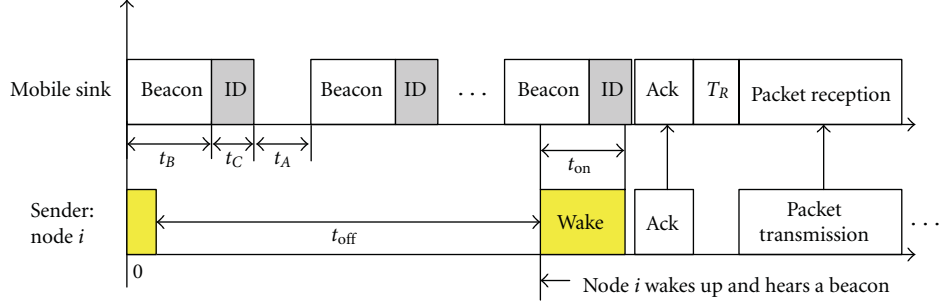 Mobile sink
Beacon ID Beacon ID . . . Beacon ID Ack T_R Packet reception
t_B t_C t_A t_on
Sender:
node i
t_off
Wake
Ack
Packet
transmission
. . .
0
Node i wakes up and hears a beacon